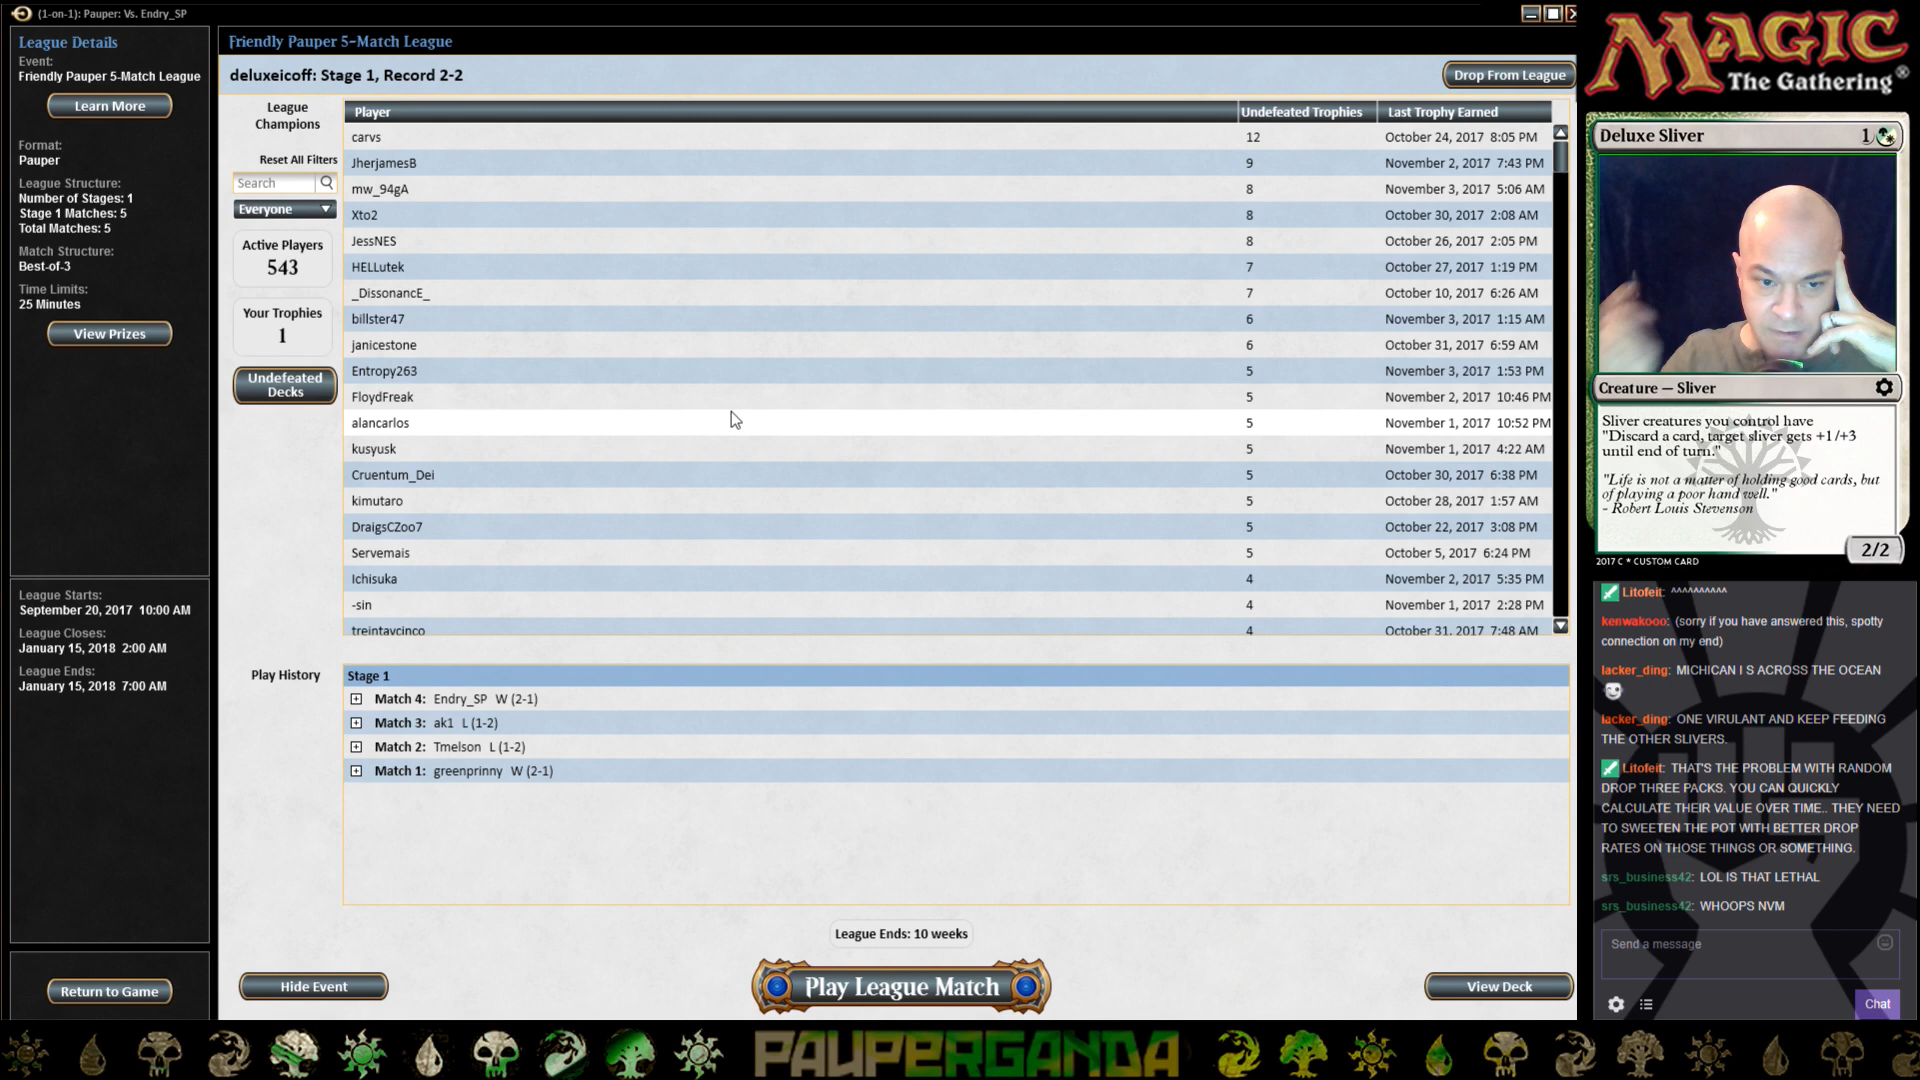 (1-on-1): Pauper: Vs. Endry_SP
League Details
Event:
Friendly Pauper 5-Match League
Learn More
Format:
Pauper
League Structure:
Number of Stages: 1
Stage 1 Matches: 5
Total Matches: 5
Match Structure:
Best-of-3
Time Limits:
25 Minutes
View Prizes
League Starts:
September 20, 2017 10:00 AM
League Closes:
January 15, 2018 2:00 AM
League Ends:
January 15, 2018 7:00 AM
Return to Game
Friendly Pauper 5-Match League
deluxeicoff: Stage 1, Record 2-2
Drop From League
League
Champions
Reset All Filters
Search
Everyone
Active Players
543
Your Trophies
1
Undefeated
Decks
Player Undefeated Trophies Last Trophy Earned
carvs 12 October 24, 2017 8:05 PM
JherjamesB 9 November 2, 2017 7:43 PM
mw_94gA 8 November 3, 2017 5:06 AM
Xto2 8 October 30, 2017 2:08 AM
JessNES 8 October 26, 2017 2:05 PM
HELLutek 7 October 27, 2017 1:19 PM
_DissonancE_ 7 October 10, 2017 6:26 AM
billster47 6 November 3, 2017 1:15 AM
janicestone 6 October 31, 2017 6:59 AM
Entropy263 5 November 3, 2017 1:53 PM
FloydFreak 5 November 2, 2017 10:46 PM
alancarlos 5 November 1, 2017 10:52 PM
kusyusk 5 November 1, 2017 4:22 AM
Cruentum_Dei 5 October 30, 2017 6:38 PM
kimutaro 5 October 28, 2017 1:57 AM
DraigsCZoo7 5 October 22, 2017 3:08 PM
Servemais 5 October 5, 2017 6:24 PM
Ichisuka 4 November 2, 2017 5:35 PM
-sin 4 November 1, 2017 2:28 PM
treintaycinco 4 October 31, 2017 7:48 AM
Play History
Stage 1
Match 4: Endry_SP W (2-1)
Match 3: ak1 L (1-2)
Match 2: Tmelson L (1-2)
Match 1: greenprinny W (2-1)
League Ends: 10 weeks
Hide Event
Play League Match
View Deck
MAGIC
The Gathering®
Deluxe Sliver 1
Creature — Sliver
Sliver creatures you control have
"Discard a card, target sliver gets +1/+3
until end of turn."
"Life is not a matter of holding good cards, but
of playing a poor hand well."
- Robert Louis Stevenson
2/2
2017 C * CUSTOM CARD
Litofeit: ^^^^^^^^^^
kenwakooo: (sorry if you have answered this, spotty
connection on my end)
lacker_ding: MICHICAN I S ACROSS THE OCEAN
lacker_ding: ONE VIRULANT AND KEEP FEEDING
THE OTHER SLIVERS.
Litofeit: THAT'S THE PROBLEM WITH RANDOM
DROP THREE PACKS. YOU CAN QUICKLY
CALCULATE THEIR VALUE OVER TIME.. THEY NEED
TO SWEETEN THE POT WITH BETTER DROP
RATES ON THOSE THINGS OR SOMETHING.
srs_business42: LOL IS THAT LETHAL
srs_business42: WHOOPS NVM
Send a message
Chat
PAUPERGANDA